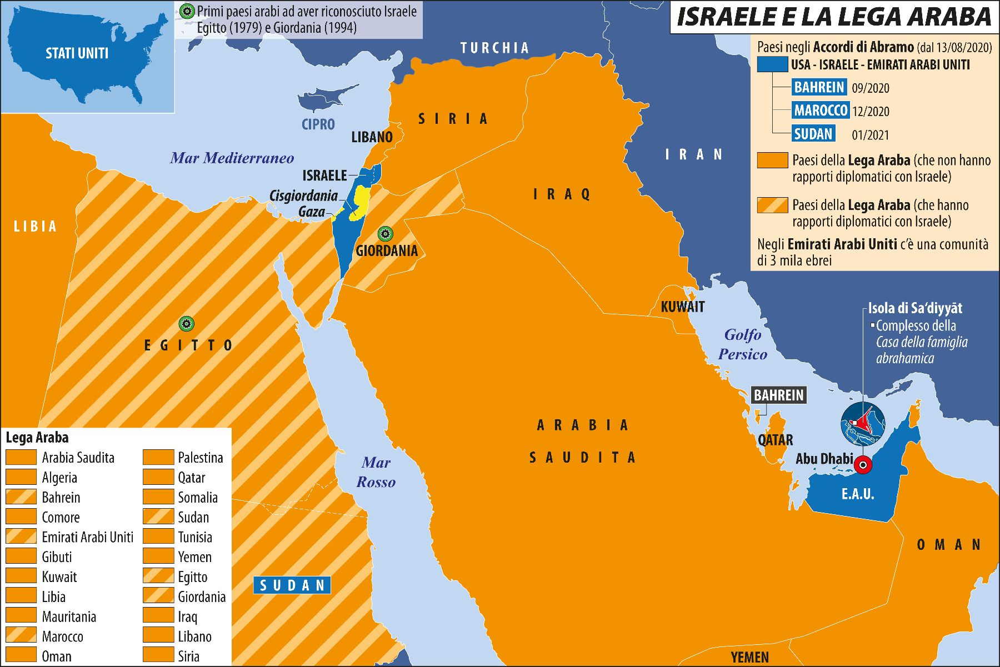 ISRAELE E LA LEGA ARABA
Primi paesi arabi ad aver riconosciuto Israele
Egitto (1979) e Giordania (1994)
STATI UNITI
Paesi negli Accordi di Abramo (dal 13/08/2020)
USA - ISRAELE - EMIRATI ARABI UNITI
BAHREIN 09/2020
MAROCCO 12/2020
SUDAN 01/2021
Paesi della Lega Araba (che non hanno
rapporti diplomatici con Israele)
Paesi della Lega Araba (che hanno
rapporti diplomatici con Israele)
Negli Emirati Arabi Uniti c'è una comunità
di 3 mila ebrei
TURCHIA
CIPRO
SIRIA
LIBANO
Mar Mediterraneo
IRAN
ISRAELE
Cisgiordania
Gaza
IRAQ
LIBIA
GIORDANIA
KUWAIT
Isola di Sa‘diyyāt
Complesso della
Casa della famiglia
abrahamica
Golfo
Persico
EGITTO
BAHREIN
ARABIA
SAUDITA
QATAR
Abu Dhabi
Mar
Rosso
E.A.U.
OMAN
SUDAN
YEMEN
Lega Araba
Arabia Saudita
Algeria
Bahrein
Comore
Emirati Arabi Uniti
Gibuti
Kuwait
Libia
Mauritania
Marocco
Oman
Palestina
Qatar
Somalia
Sudan
Tunisia
Yemen
Egitto
Giordania
Iraq
Libano
Siria